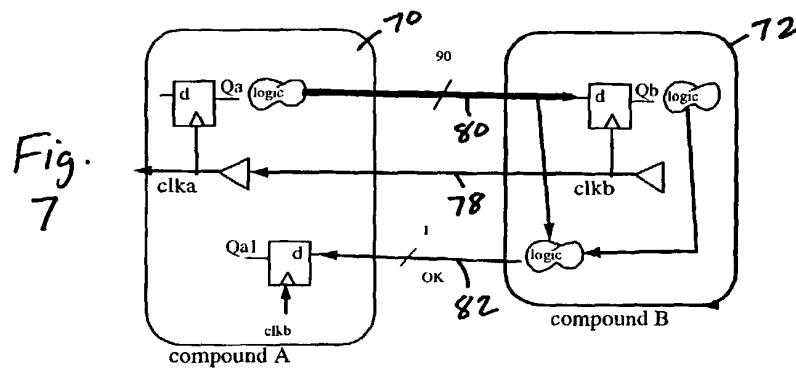 70
72
90
Qa
logic
d
80
d
Qb
logic
Fig.
7
clka
78
clkb
Qa1
d
1
OK
82
logic
clkb
compound A
compound B